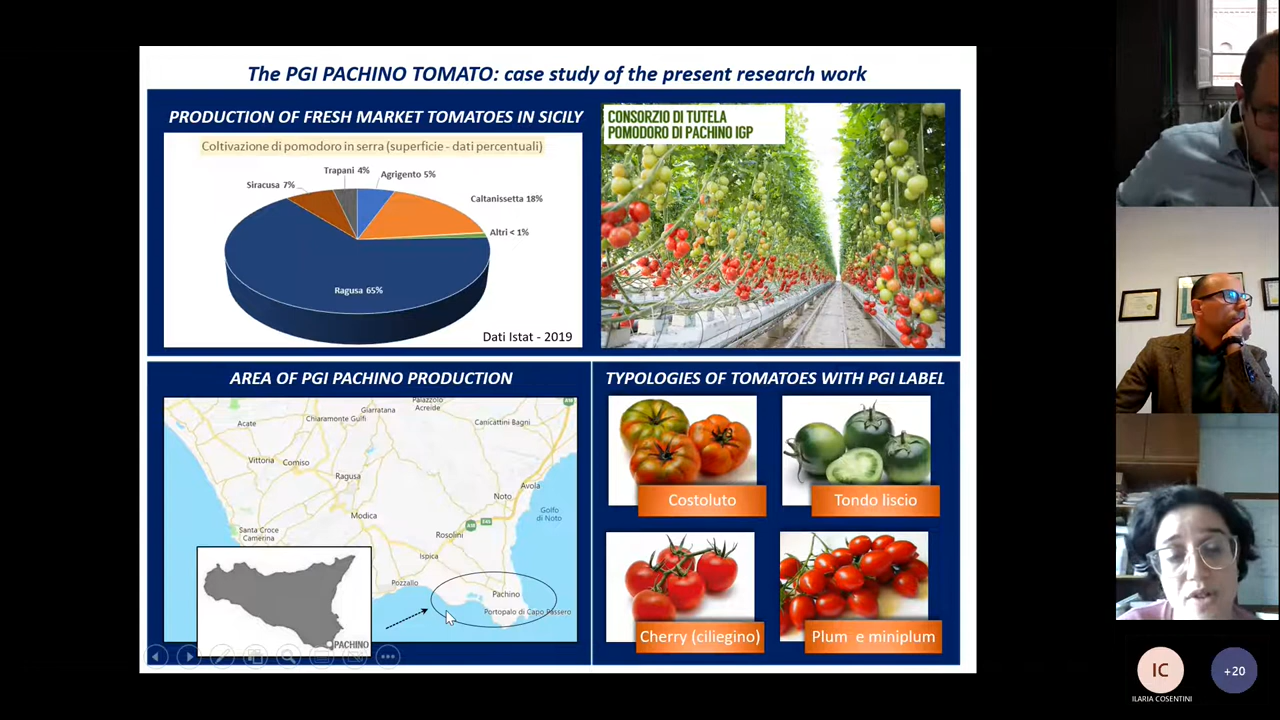 The PGI PACHINO TOMATO: case study of the present research work
PRODUCTION OF FRESH MARKET TOMATOES IN SICILY
Coltivazione di pomodoro in serra (superficie - dati percentuali)
Trapani 4%
Agrigento 5%
Siracusa 7%
Caltanissetta 18%
Altri < 1%
Ragusa 65%
Dati Istat - 2019
CONSORZIO DI TUTELA
POMODORO DI PACHINO IGP
AREA OF PGI PACHINO PRODUCTION
Palazzolo
Acreide
Giarratana
Chiaramonte Gulfi
Acate
Canicattini Bagni
Vittoria
Comiso
Ragusa
Avola
Noto
Golfo
di Noto
Modica
Santa Croce
Camerina
Rosolini
Ispica
Pozzallo
Pachino
Portopalo di Capo Passero
PACHINO
TYPOLOGIES OF TOMATOES WITH PGI LABEL
Costoluto
Tondo liscio
Cherry (ciliegino)
Plum e miniplum
IC
+20
ILARIA COSENTINI